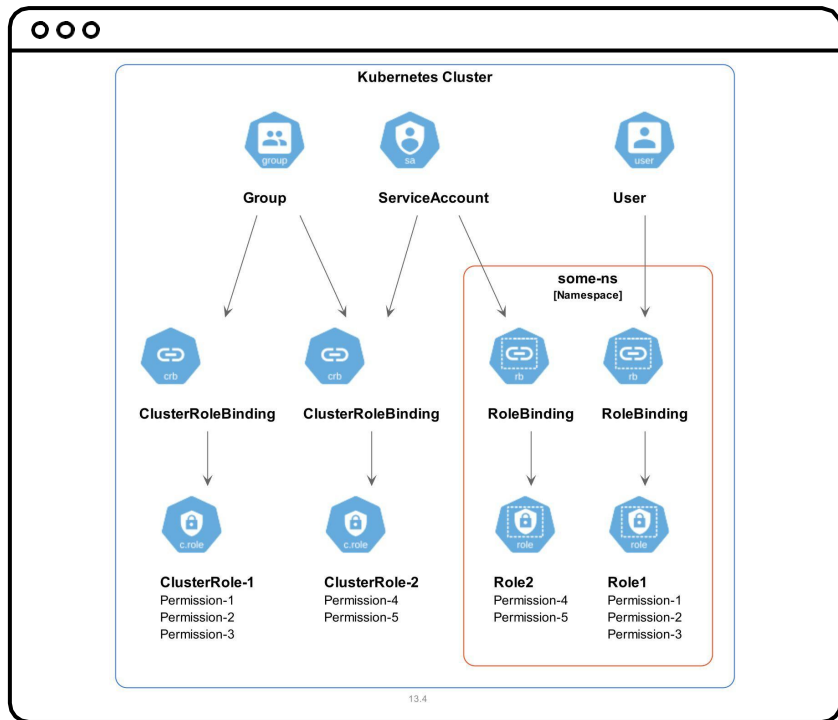 Kubernetes Cluster
group
sa
user
Group
ServiceAccount
User
some-ns
[Namespace]
crb
crb
rb
rb
ClusterRoleBinding
ClusterRoleBinding
RoleBinding
RoleBinding
c.role
c.role
role
role
ClusterRole-1
Permission-1
Permission-2
Permission-3
ClusterRole-2
Permission-4
Permission-5
Role2
Permission-4
Permission-5
Role1
Permission-1
Permission-2
Permission-3
13.4